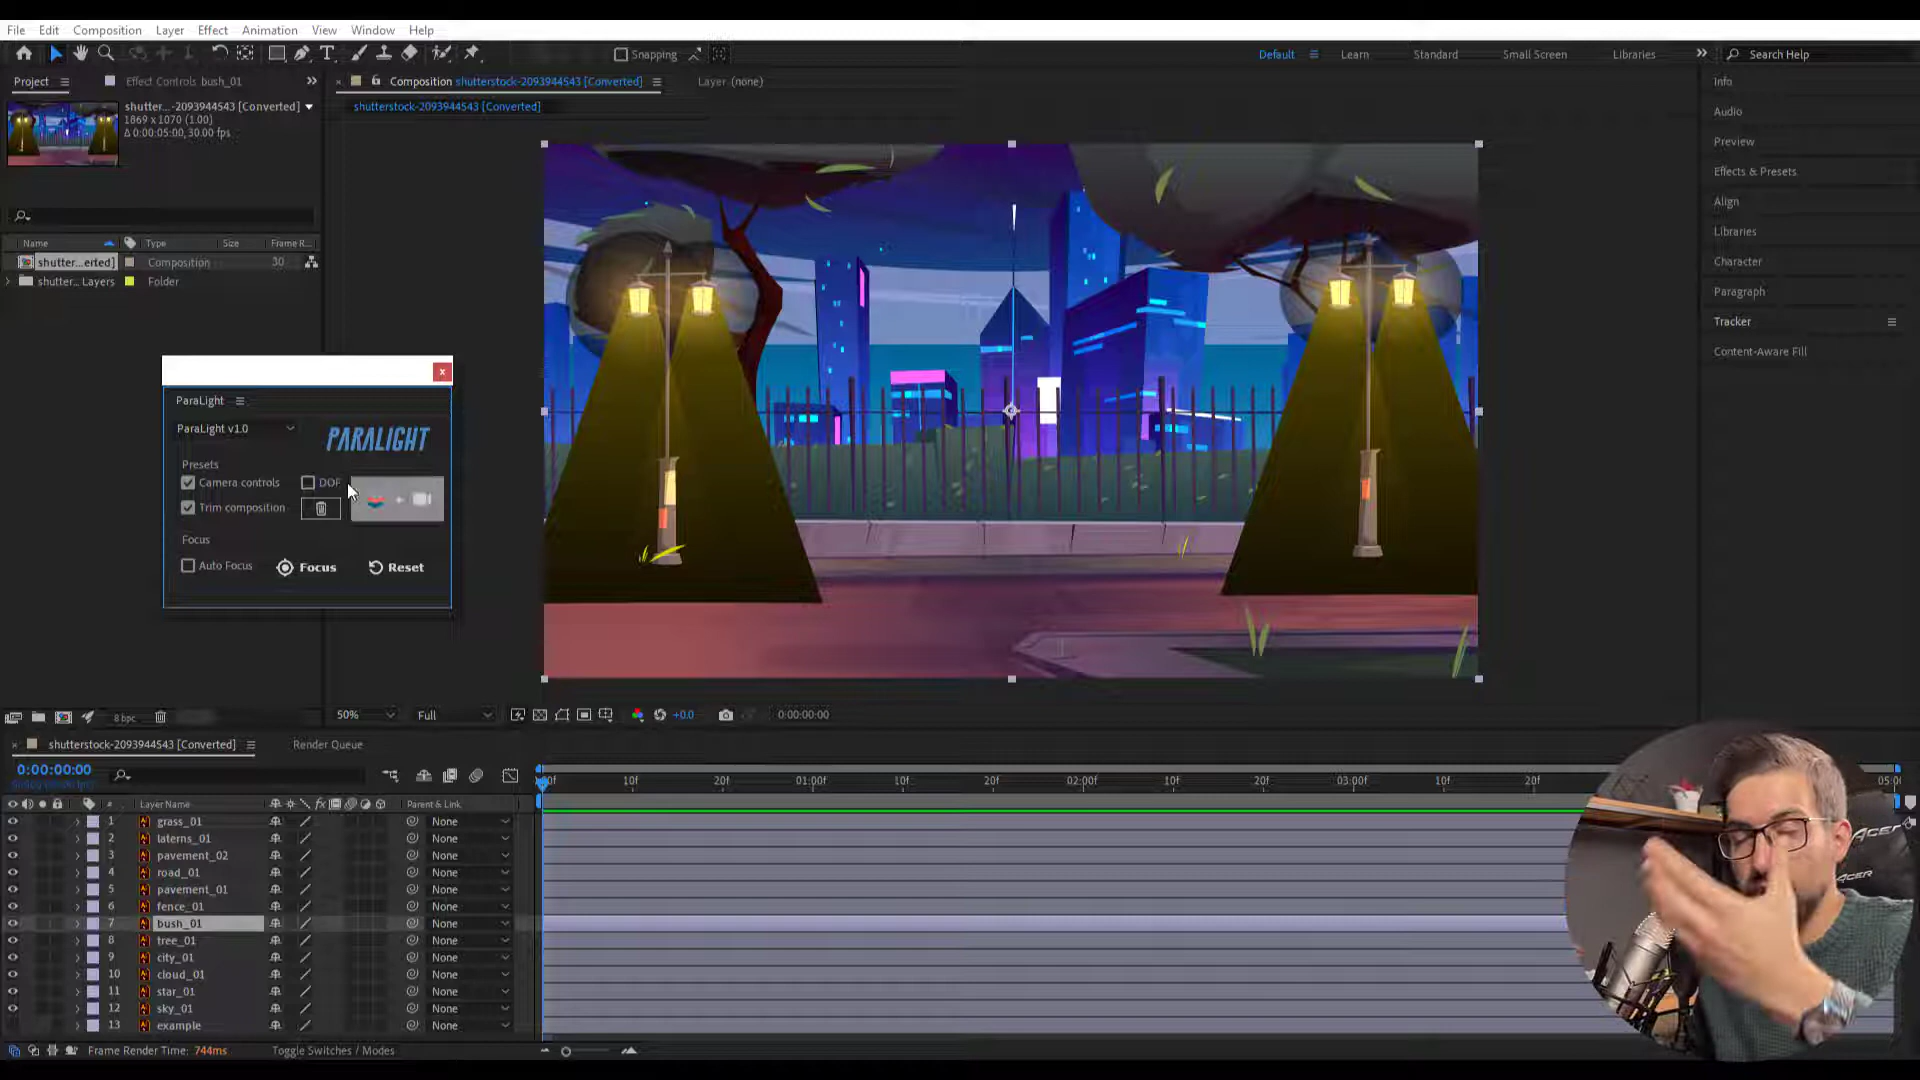 File Edit Composition Layer Effect Animation View Window Help
Snapping
Default Learn Standard Small Screen Libraries Search Help
Project Effect Controls bush_01
Composition shutterstock-2093944543 [Converted] Layer (none)
shutter...-2093944543 [Converted]
1869 x 1070 (1.00)
Δ 0:00:05:00, 30.00 fps
shutterstock-2093944543 [Converted]
Name Type Size Frame R...
shutter...erted] Composition 30
shutter... Layers Folder
Info
Audio
Preview
Effects & Presets
Align
Libraries
Character
Paragraph
Tracker
Content-Aware Fill
ParaLight
ParaLight v1.0
PARALIGHT
Presets
Camera controls DOF
Trim composition
Focus
Auto Focus Focus Reset
8 bpc
50% Full +0.0 0:00:00:00
shutterstock-2093944543 [Converted] Render Queue
0:00:00:00
10f 20f 01:00f 10f 20f 02:00f 10f 20f 03:00f 10f 20f
# Layer Name Parent & Link
1 grass_01 None
2 laterns_01 None
3 pavement_02 None
4 road_01 None
5 pavement_01 None
6 fence_01 None
7 bush_01 None
8 tree_01 None
9 city_01 None
10 cloud_01 None
11 star_01 None
12 sky_01 None
13 example None
Frame Render Time: 744ms Toggle Switches / Modes
acer
acer